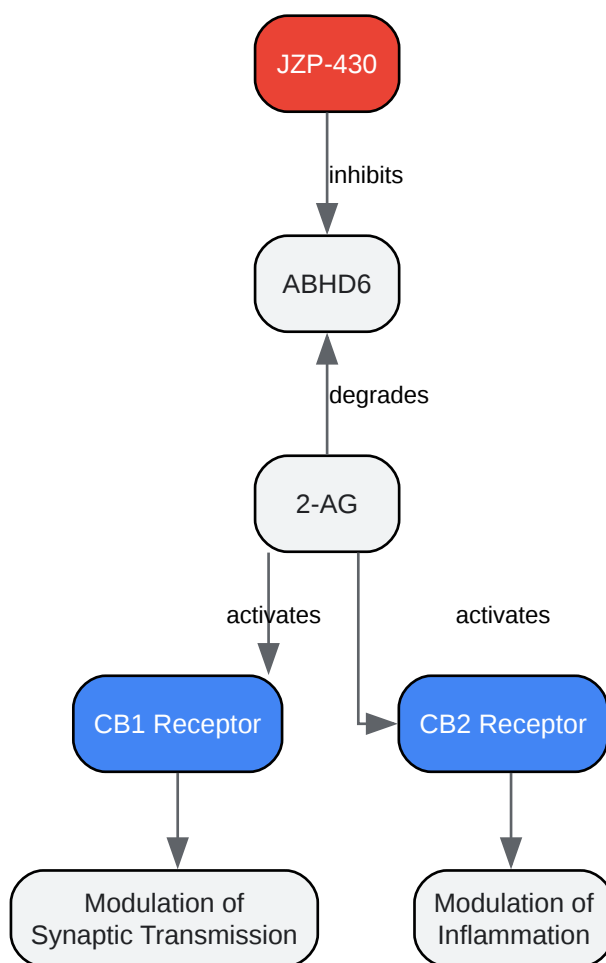 JZP-430
inhibits
ABHD6
degrades
2-AG
activates
activates
CB1 Receptor
CB2 Receptor
Modulation of
Synaptic Transmission
Modulation of
Inflammation